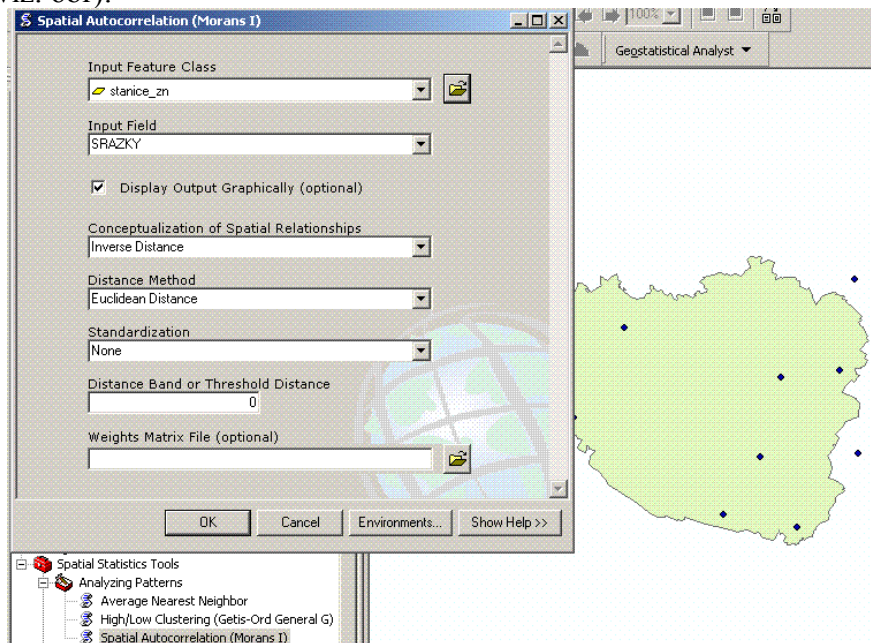 Spatial Autocorrelation (Morans I)
100%
Geostatistical Analyst
Input Feature Class
stanice_zn
Input Field
SRAZKY
Display Output Graphically (optional)
Conceptualization of Spatial Relationships
Inverse Distance
Distance Method
Euclidean Distance
Standardization
None
Distance Band or Threshold Distance
0
Weights Matrix File (optional)
OK Cancel Environments... Show Help >>
Spatial Statistics Tools
Analyzing Patterns
Average Nearest Neighbor
High/Low Clustering (Getis-Ord General G)
Spatial Autocorrelation (Morans I)